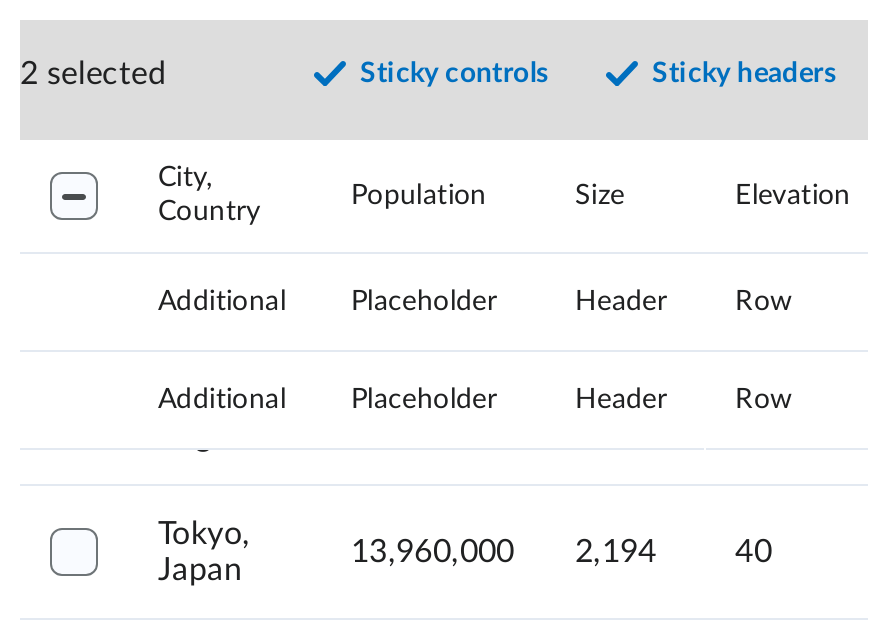 2 selected Sticky controls Sticky headers
City,
Country Population Size Elevation
Additional Placeholder Header Row
Additional Placeholder Header Row
Tokyo,
Japan 13,960,000 2,194 40